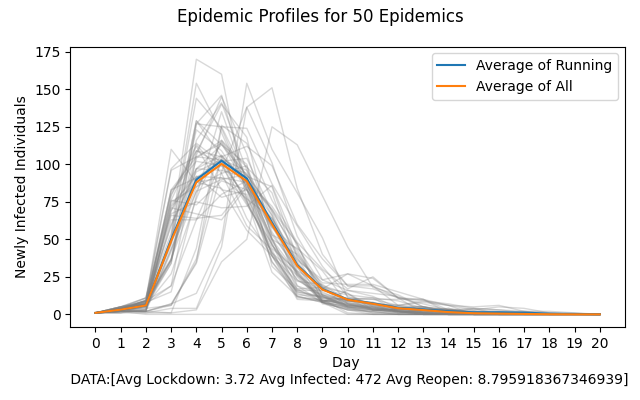 Epidemic Profiles for 50 Epidemics
175
150
125
100
75
50
25
0
Newly Infected Individuals
Average of Running
Average of All
0 1 2 3 4 5 6 7 8 9 10 11 12 13 14 15 16 17 18 19 20
Day
DATA:[Avg Lockdown: 3.72 Avg Infected: 472 Avg Reopen: 8.795918367346939]